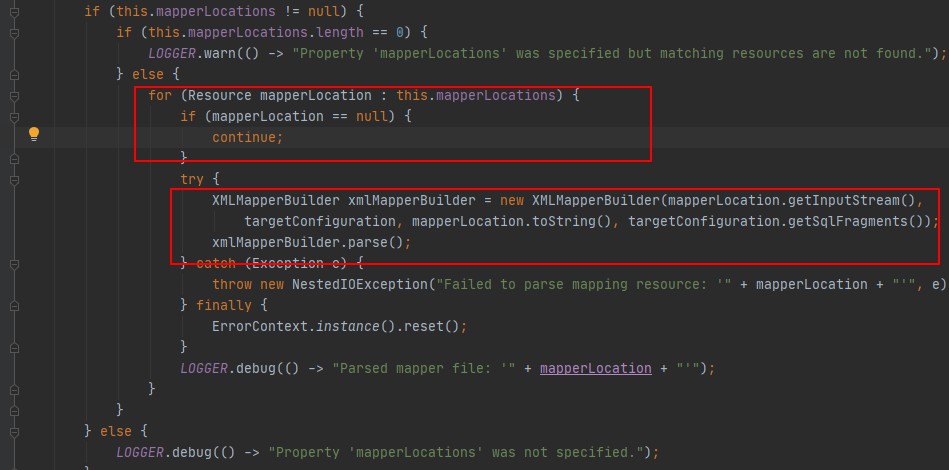 if (this.mapperLocations != null) {
if (this.mapperLocations.length == 0) {
LOGGER.warn(() -> "Property 'mapperLocations' was specified but matching resources are not found.");
} else {
for (Resource mapperLocation : this.mapperLocations) {
if (mapperLocation == null) {
continue;
}
try {
XMLMapperBuilder xmlMapperBuilder = new XMLMapperBuilder(mapperLocation.getInputStream(),
targetConfiguration, mapperLocation.toString(), targetConfiguration.getSqlFragments());
xmlMapperBuilder.parse();
} catch (Exception e) {
throw new NestedIOException("Failed to parse mapping resource: '" + mapperLocation + "'", e)
} finally {
ErrorContext.instance().reset();
}
LOGGER.debug(() -> "Parsed mapper file: '" + mapperLocation + "'");
}
}
} else {
LOGGER.debug(() -> "Property 'mapperLocations' was not specified.");
}